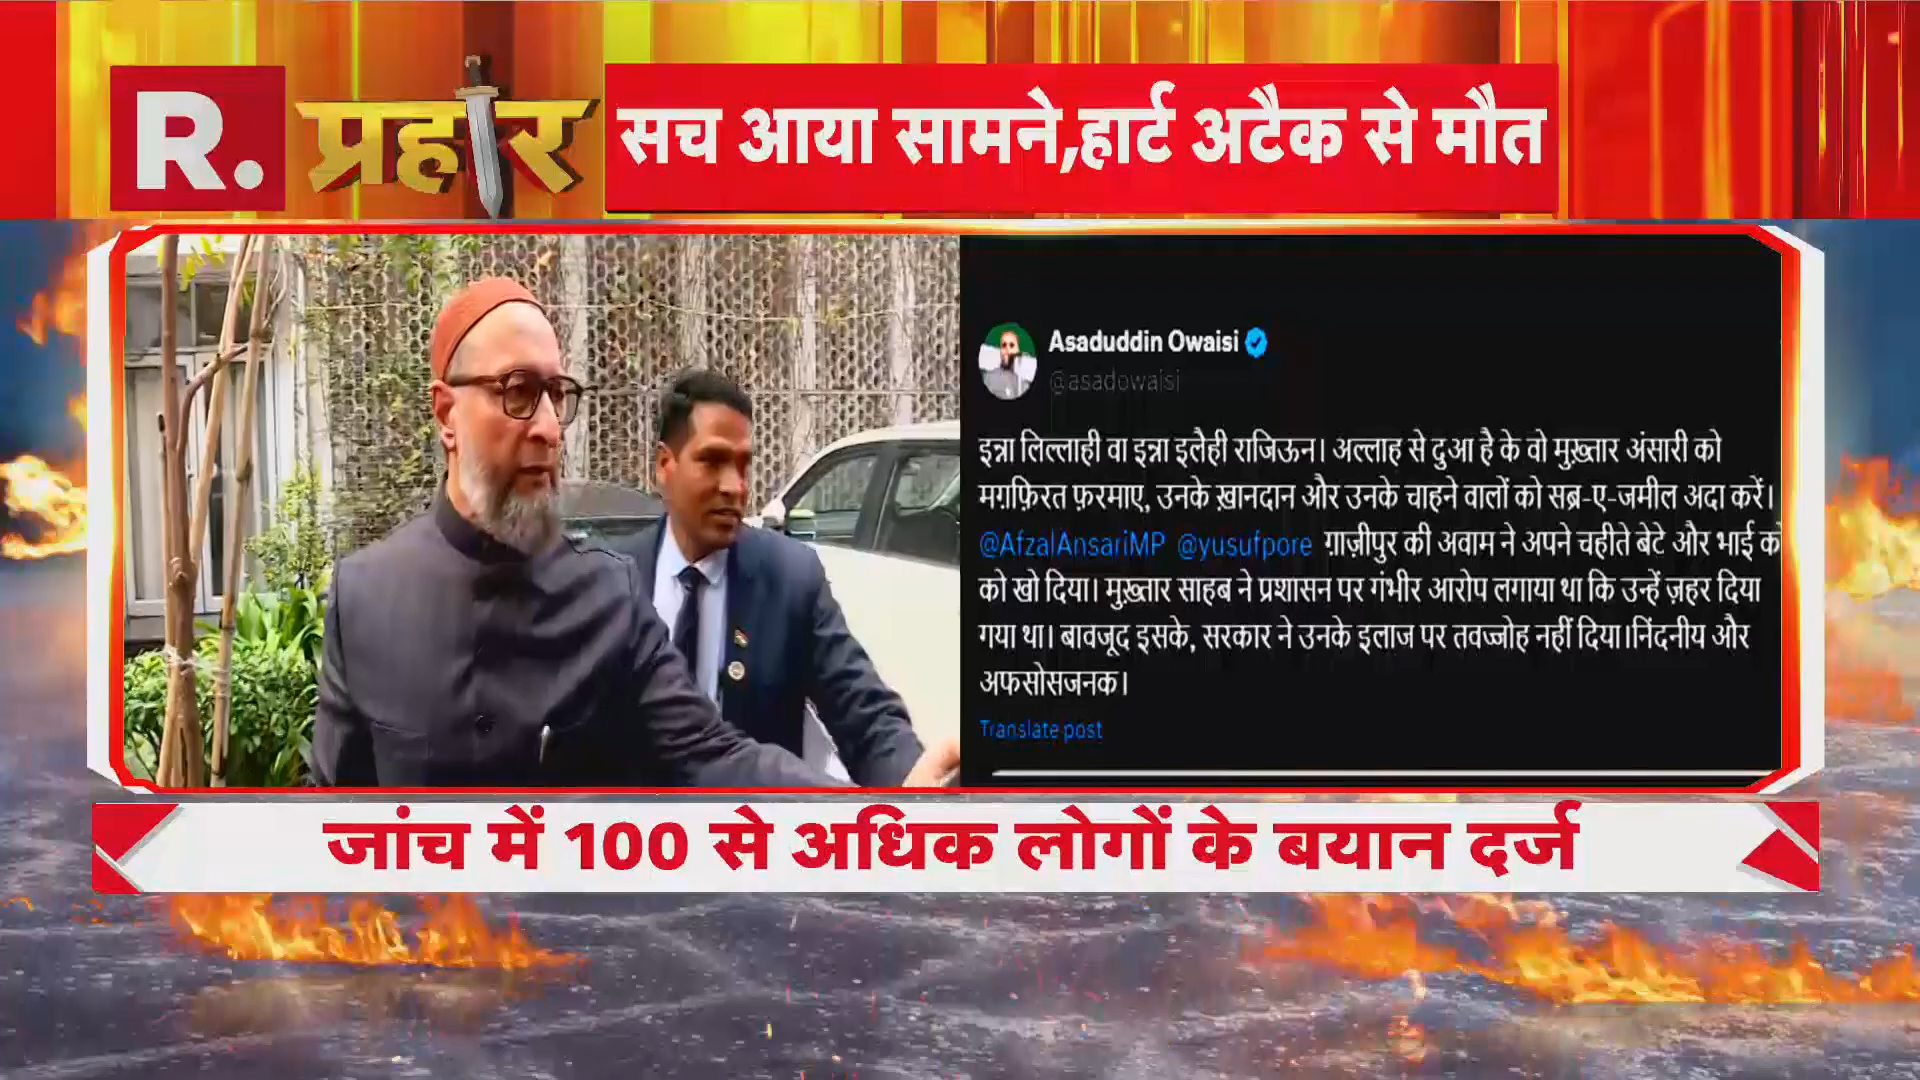 R. प्रहार
सच आया सामने,हार्ट अटैक से मौत
Asaduddin Owaisi
@asadowaisi
इन्ना लिल्लाही वा इन्ना इलैही राजिऊन। अल्लाह से दुआ है के वो मुख़्तार अंसारी को
मग़फ़िरत फ़रमाए, उनके ख़ानदान और उनके चाहने वालों को सब्र-ए-जमील अदा करें।
@AfzalAnsariMP @yusufpore ग़ाज़ीपुर की अवाम ने अपने चहीते बेटे और भाई को
को खो दिया। मुख़्तार साहब ने प्रशासन पर गंभीर आरोप लगाया था कि उन्हें ज़हर दिया
गया था। बावजूद इसके, सरकार ने उनके इलाज पर तवज्जोह नहीं दिया।निंदनीय और
अफसोसजनक।
Translate post
जांच में 100 से अधिक लोगों के बयान दर्ज